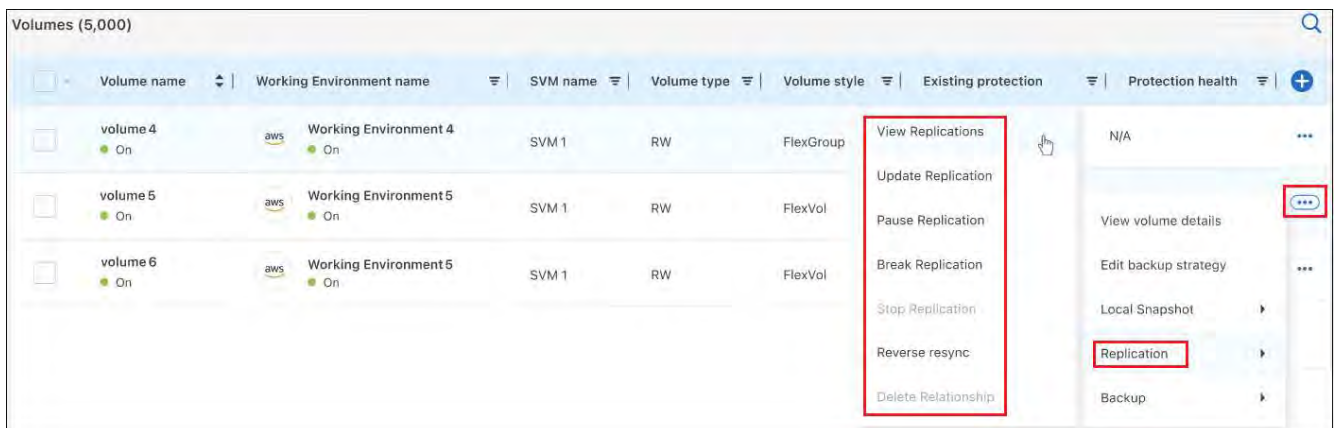 Volumes (5,000)
Volume name Working Environment name SVM name Volume type Volume style Existing protection Protection health
volume 4 aws Working Environment 4 SVM 1 RW FlexGroup View Replications N/A
On On
Update Replication
volume 5 aws Working Environment 5 SVM 1 RW FlexVol
On On
Pause Replication View volume details
volume 6 aws Working Environment 5 SVM 1 RW FlexVol Break Replication Edit backup strategy
On On
Stop Replication Local Snapshot
Reverse resync Replication
Delete Relationship Backup